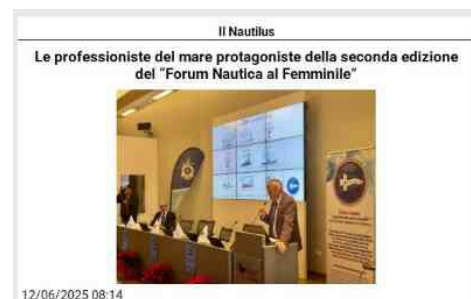 Il Nautilus
Le professioniste del mare protagoniste della seconda edizione
del “Forum Nautica al Femminile”
12/06/2025 08:14